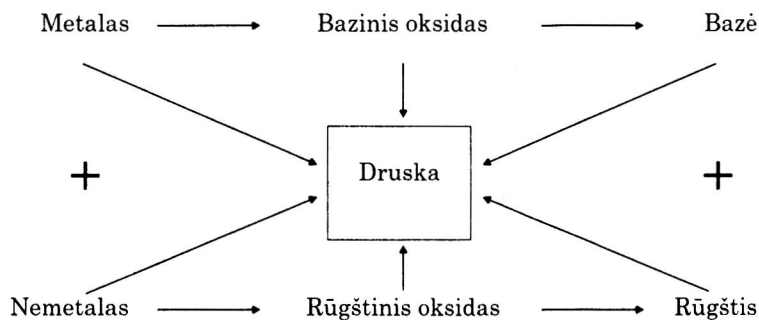 Metalas Bazinis oksidas Bazė
+ Druska +
Nemetalas Rūgštinis oksidas Rūgštis